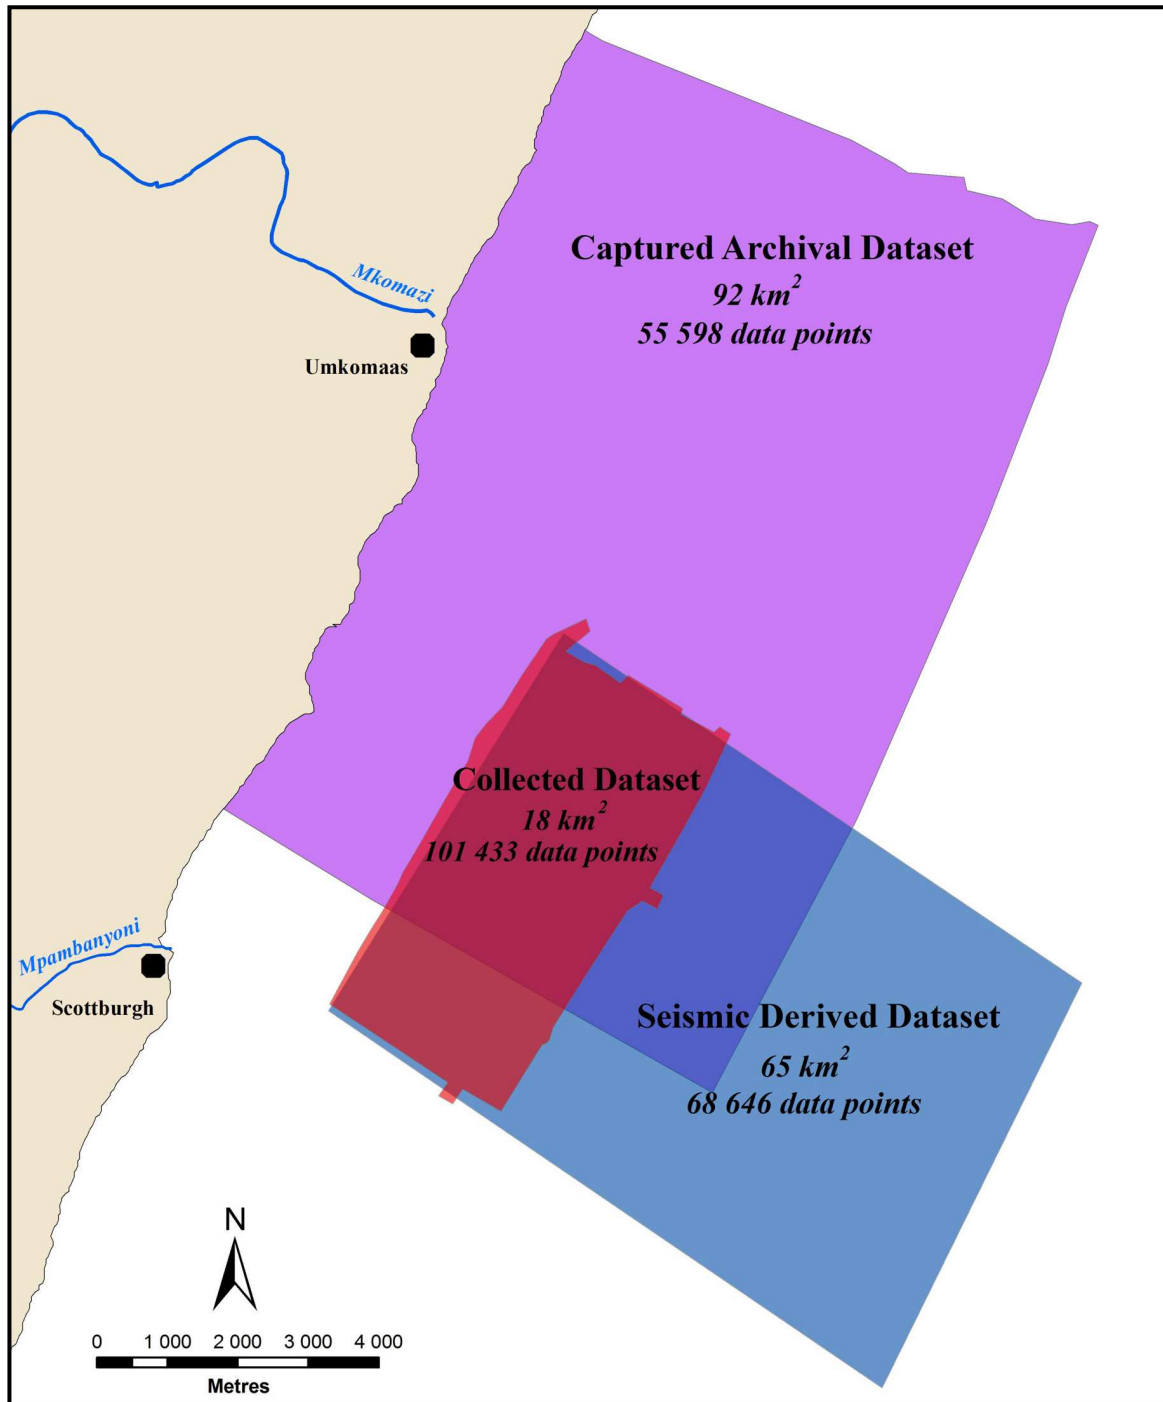 Captured Archival Dataset
92 km²
55 598 data points
Mkomazi
Umkomaas
Collected Dataset
18 km²
101 433 data points
Mpambanyoni
Scottburgh
Seismic Derived Dataset
65 km²
68 646 data points
N
0 1 000 2 000 3 000 4 000
Metres